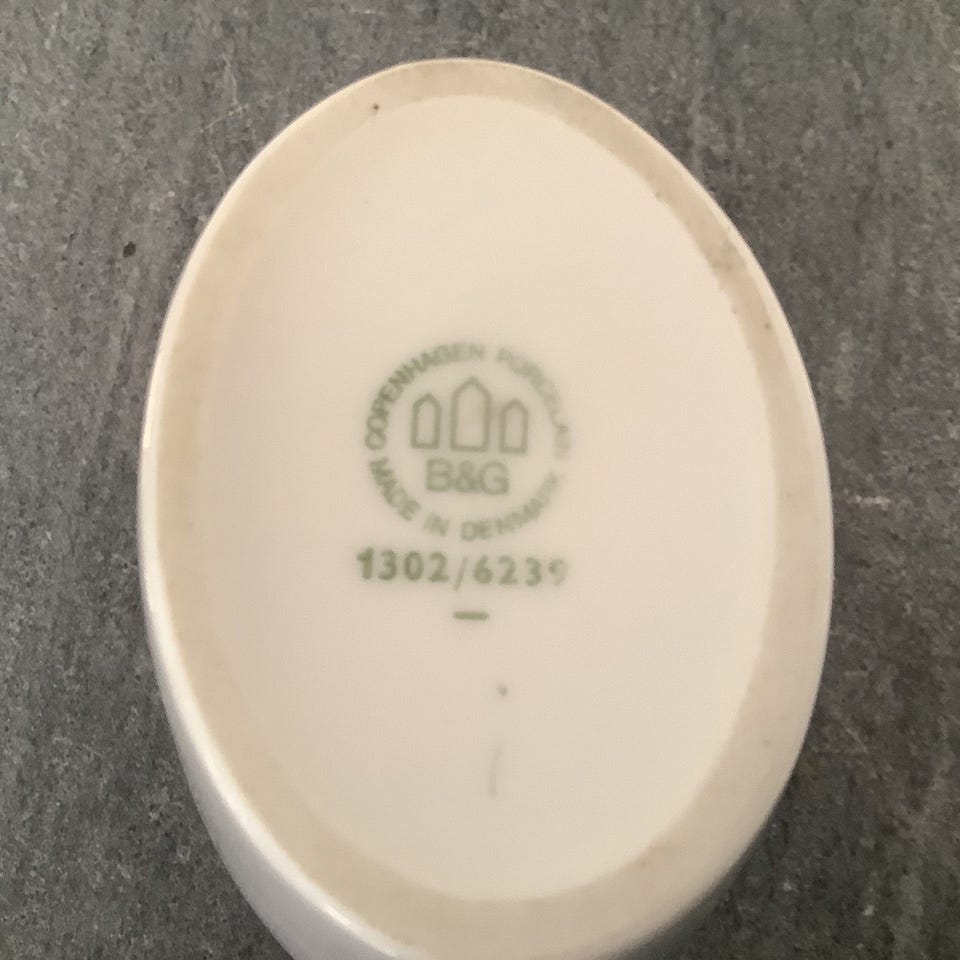 COPENHAGEN PORCELAIN
B&G
MADE IN DENMARK
1302/6239